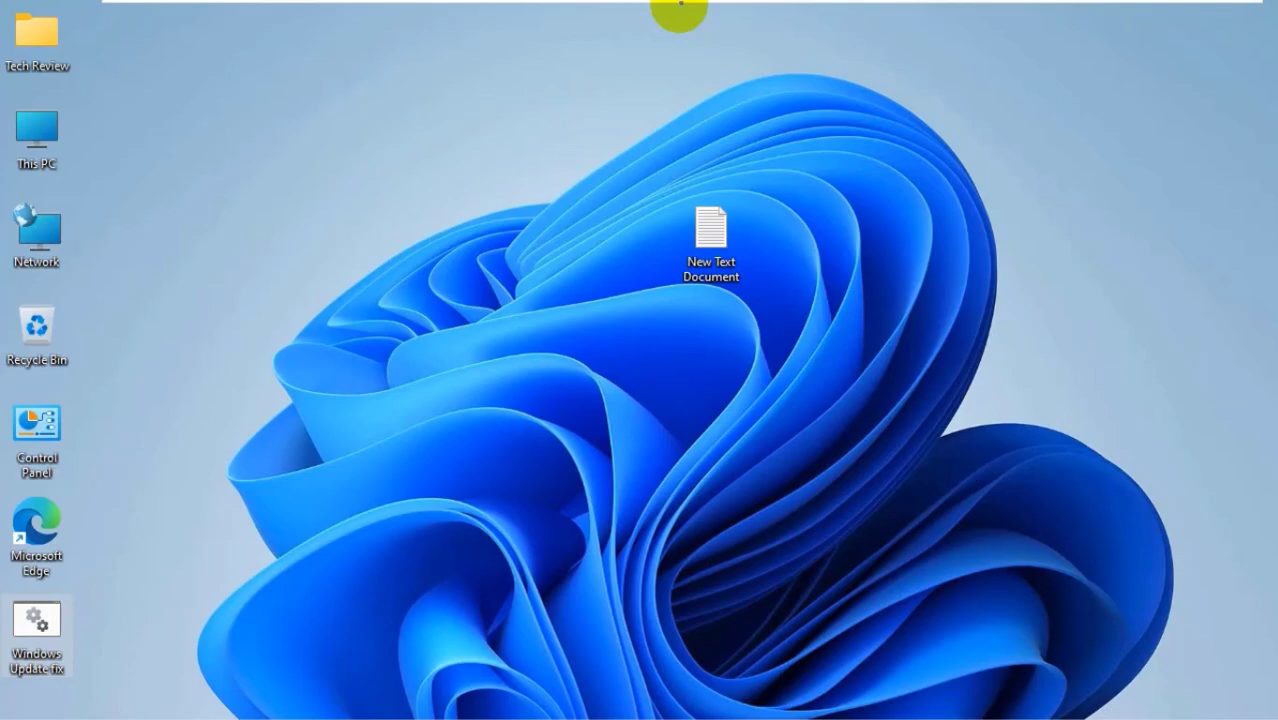 Tech Review
This PC
Network
Recycle Bin
Control
Panel
Microsoft
Edge
Windows
Update fix
New Text
Document